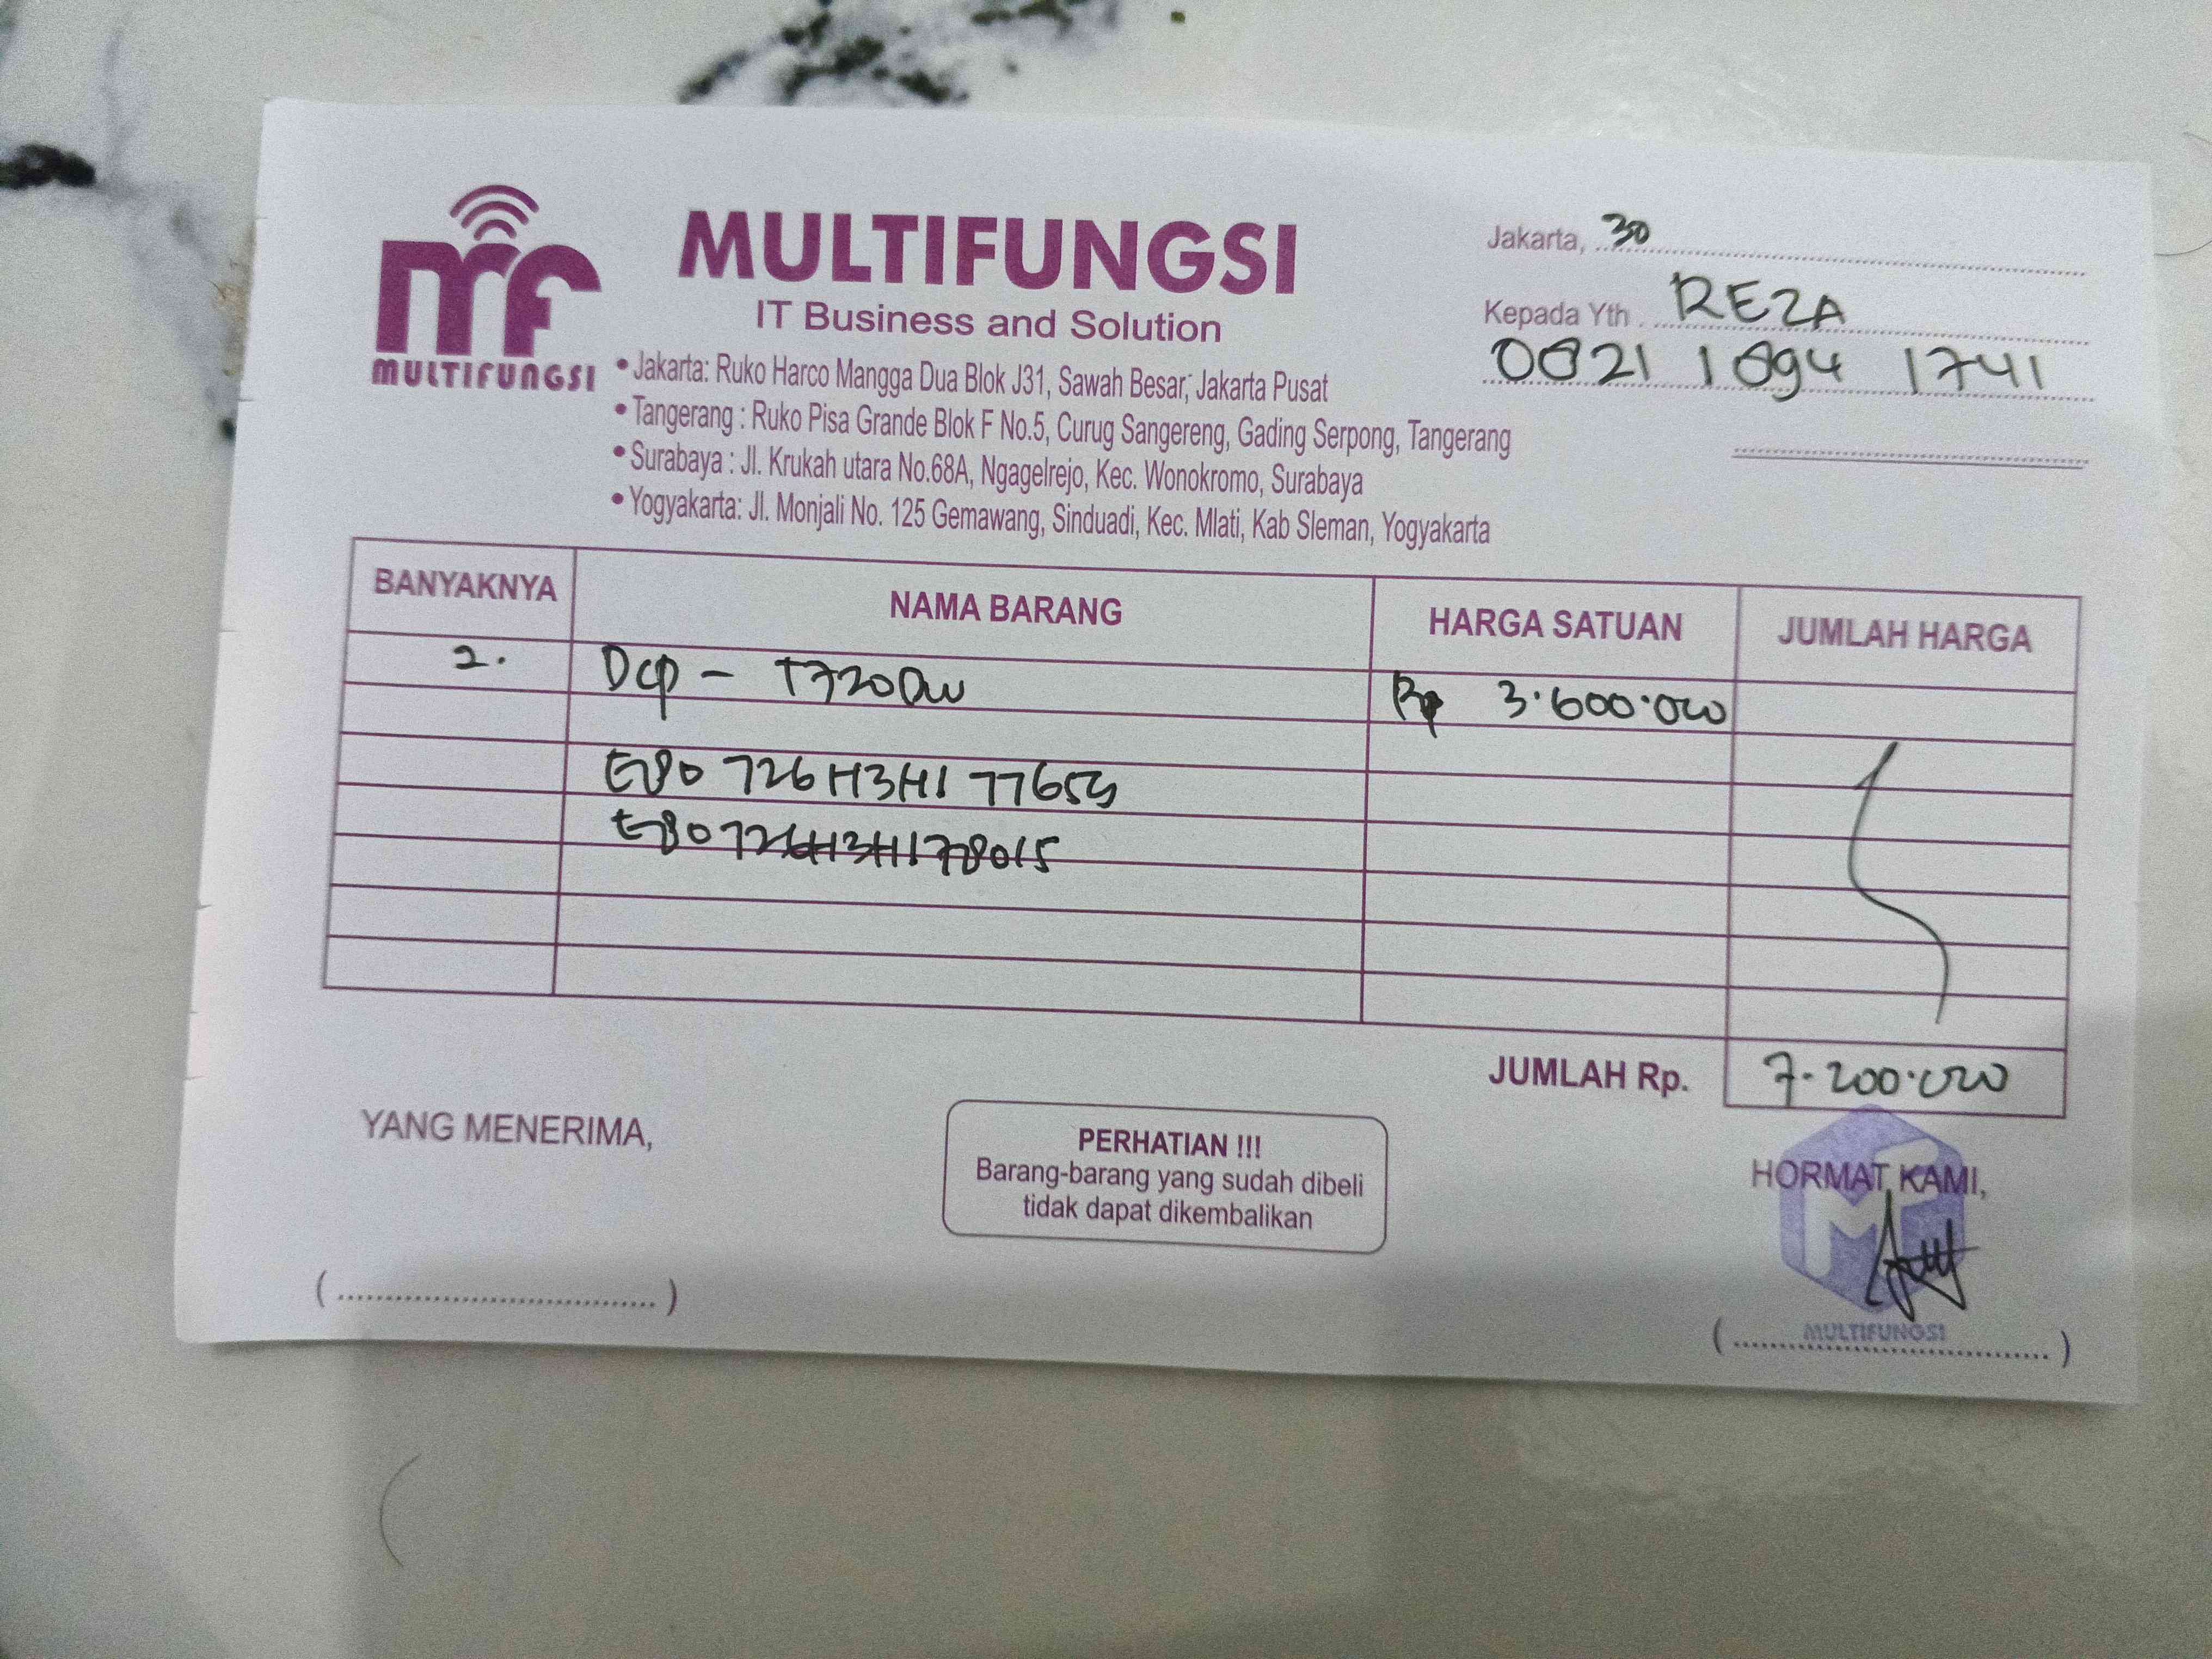 MULTIFUNGSI
MULTIFUNGSI
IT Business and Solution
• Jakarta: Ruko Harco Mangga Dua Blok J31, Sawah Besar, Jakarta Pusat
• Tangerang : Ruko Pisa Grande Blok F No.5, Curug Sangereng, Gading Serpong, Tangerang
• Surabaya : Jl. Krukah utara No.68A, Ngagelrejo, Kec. Wonokromo, Surabaya
• Yogyakarta: Jl. Monjali No. 125 Gemawang, Sinduadi, Kec. Mlati, Kab Sleman, Yogyakarta
Jakarta, 30
Kepada Yth. REZA
0821 1894 1741
BANYAKNYA NAMA BARANG HARGA SATUAN JUMLAH HARGA
2. DCP - T720DW Rp 3.600.000
E80726H3H177653
E80726H3H178015
JUMLAH Rp. 7.200.000
YANG MENERIMA,
PERHATIAN !!!
Barang-barang yang sudah dibeli
tidak dapat dikembalikan
HORMAT KAMI,
MULTIFUNGSI